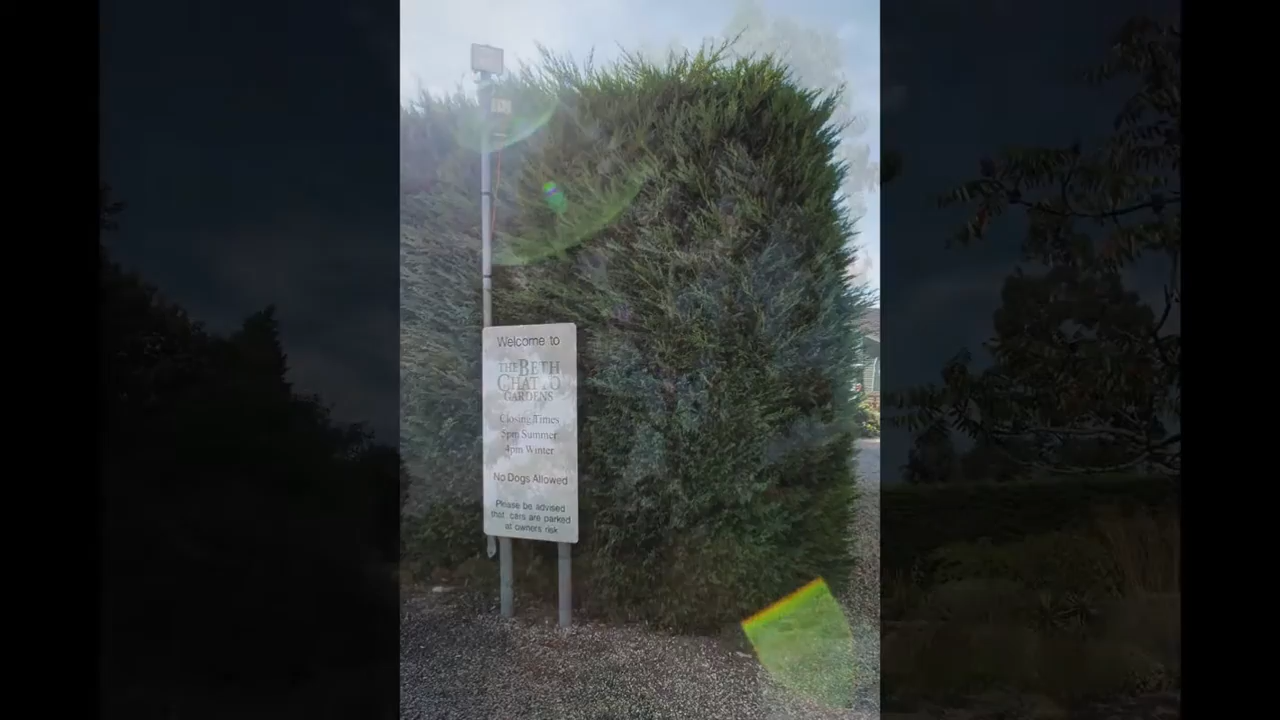 Welcome to
THE BETH
CHATTO
GARDENS
Closing Times
5pm Summer
4pm Winter
No Dogs Allowed
Please be advised
that cars are parked
at owners risk